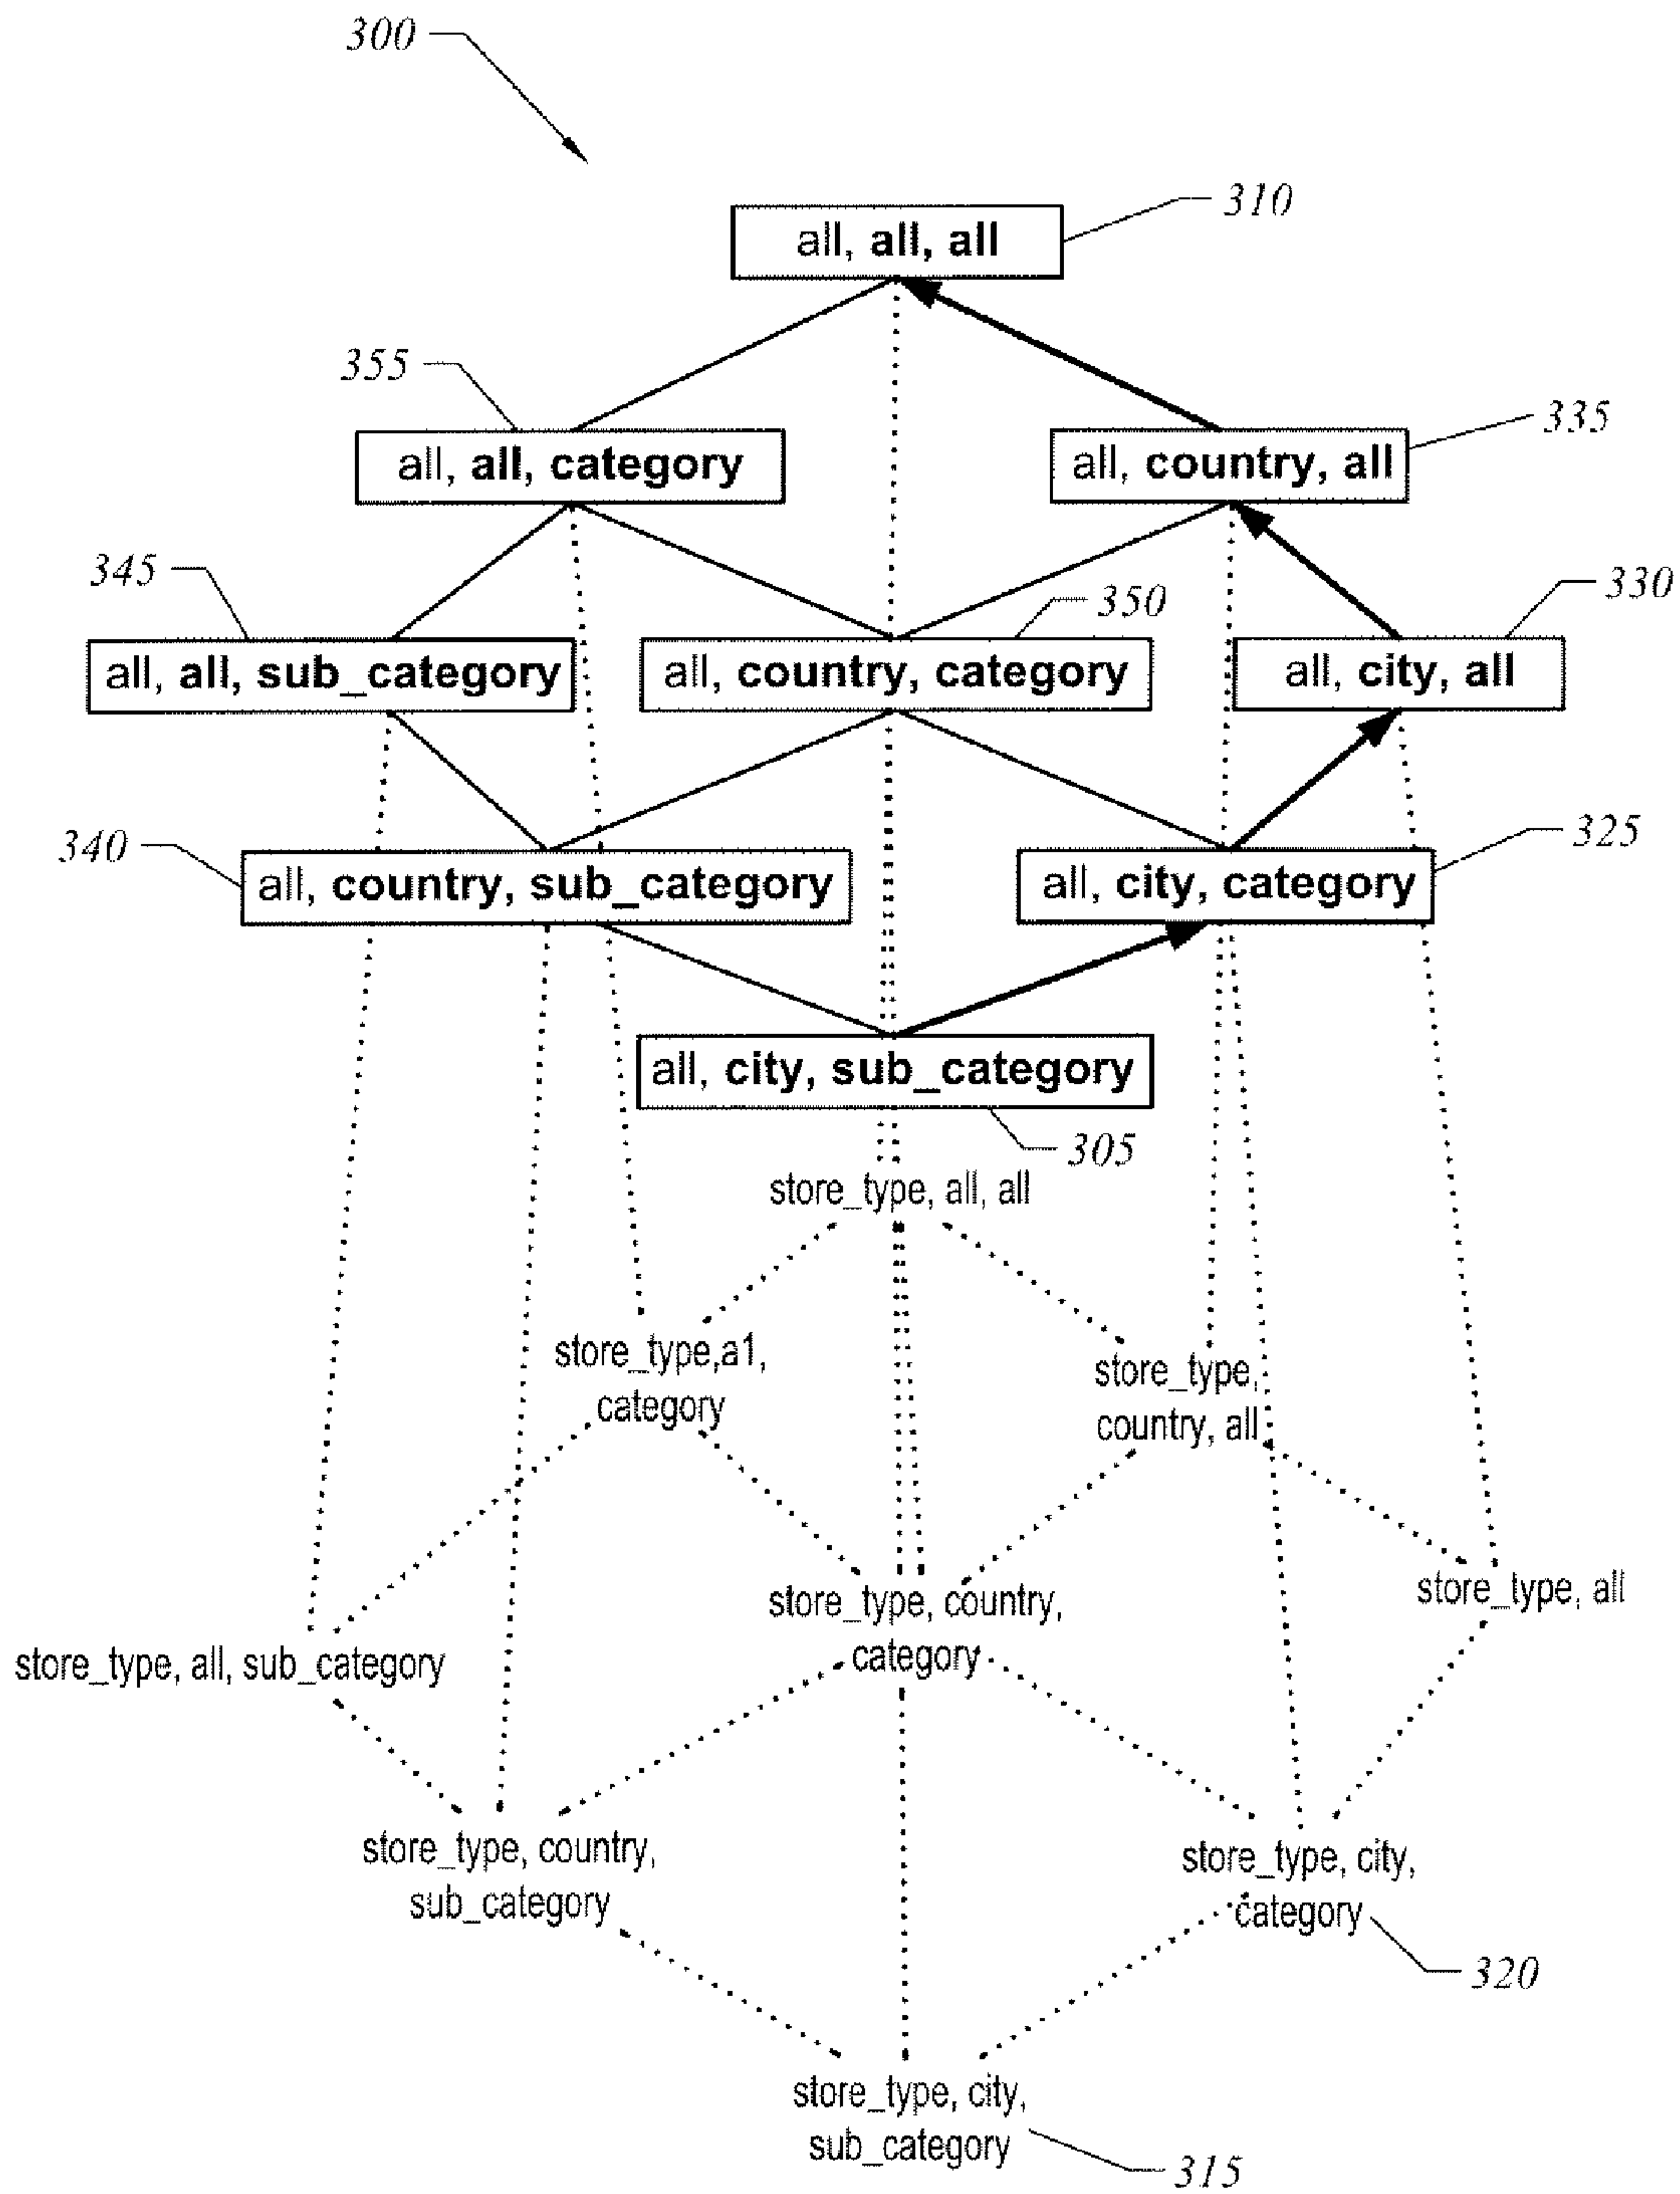 300
310
all, all, all
355
335
all, all, category
all, country, all
345
350
330
all, all, sub_category
all, country, category
all, city, all
340
325
all, country, sub_category
all, city, category
all, city, sub_category
305
store_type, all, all
store_type,a1,
category
store_type,
country, all
store_type, country,
category
store_type, all
store_type, all, sub_category
store_type, country,
sub_category
store_type, city,
category
320
store_type, city,
sub_category
315